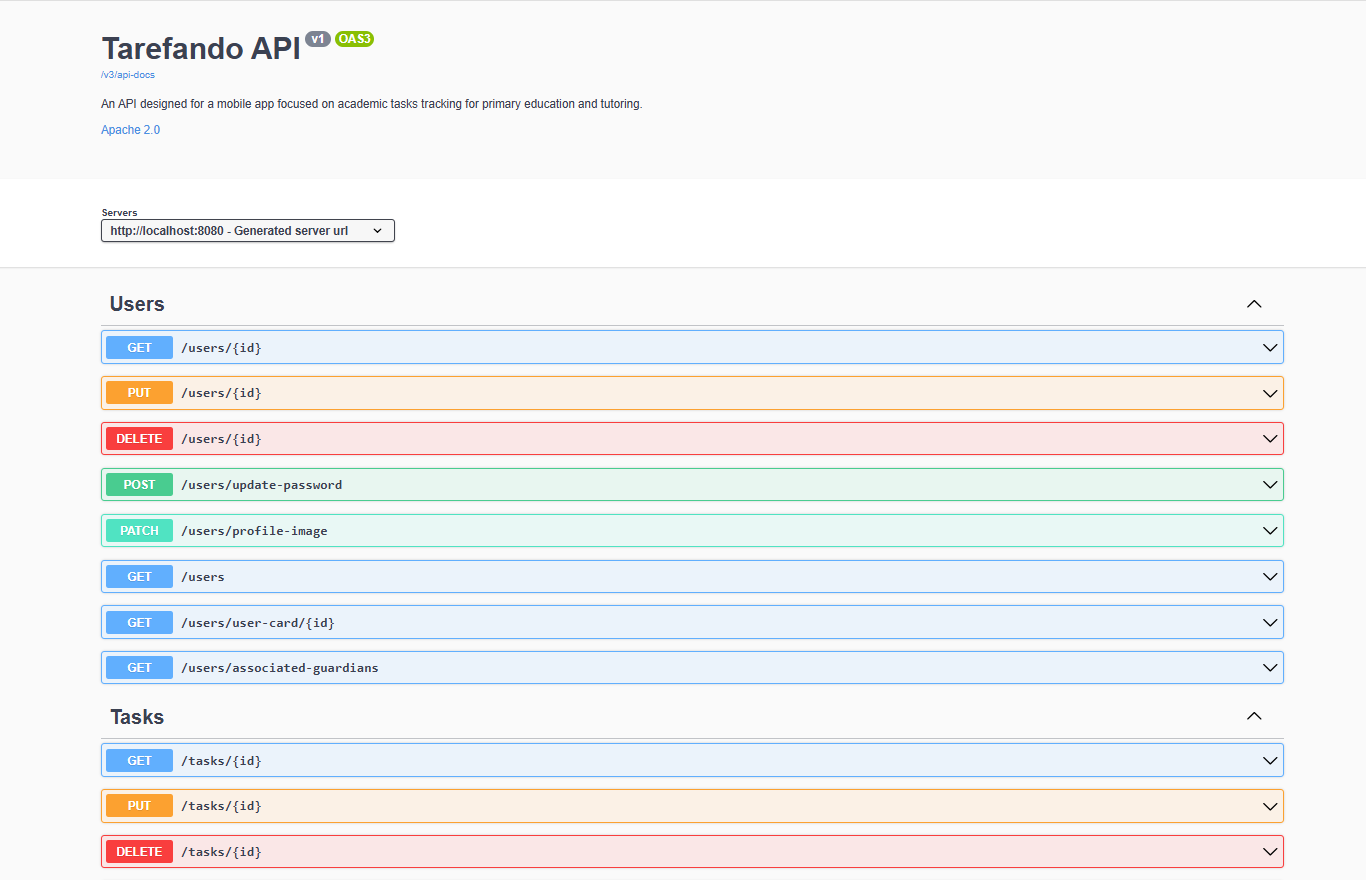 Tarefando API v1 OAS3
/v3/api-docs
An API designed for a mobile app focused on academic tasks tracking for primary education and tutoring.
Apache 2.0
Servers
http://localhost:8080 - Generated server url
Users
GET /users/{id}
PUT /users/{id}
DELETE /users/{id}
POST /users/update-password
PATCH /users/profile-image
GET /users
GET /users/user-card/{id}
GET /users/associated-guardians
Tasks
GET /tasks/{id}
PUT /tasks/{id}
DELETE /tasks/{id}